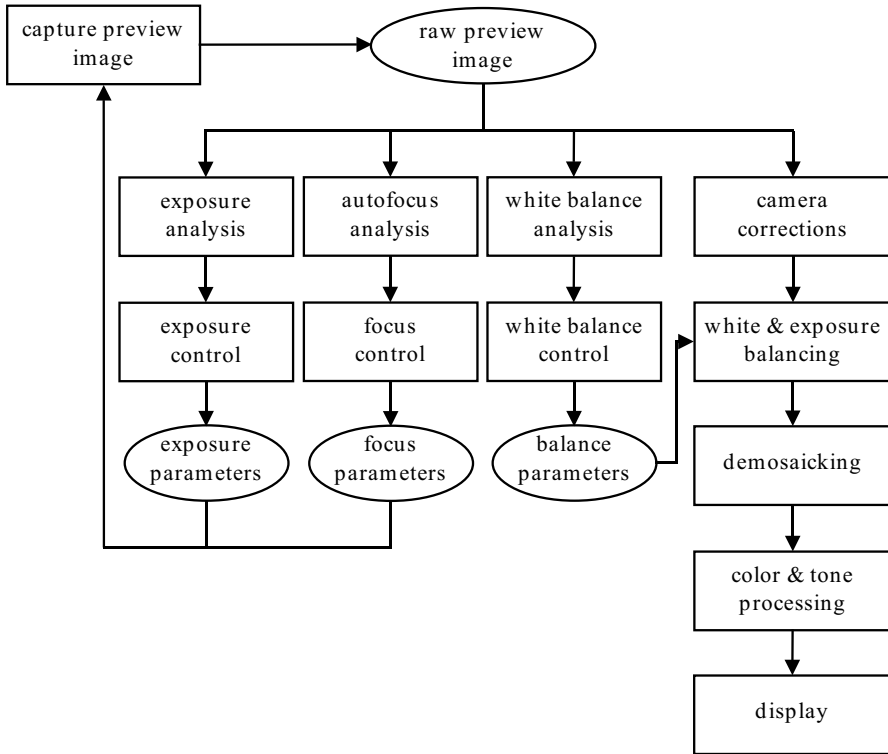 capture preview
image
raw preview
image
exposure
analysis
autofocus
analysis
white balance
analysis
camera
corrections
exposure
control
focus
control
white balance
control
white & exposure
balancing
exposure
parameters
focus
parameters
balance
parameters
demosaicking
color & tone
processing
display